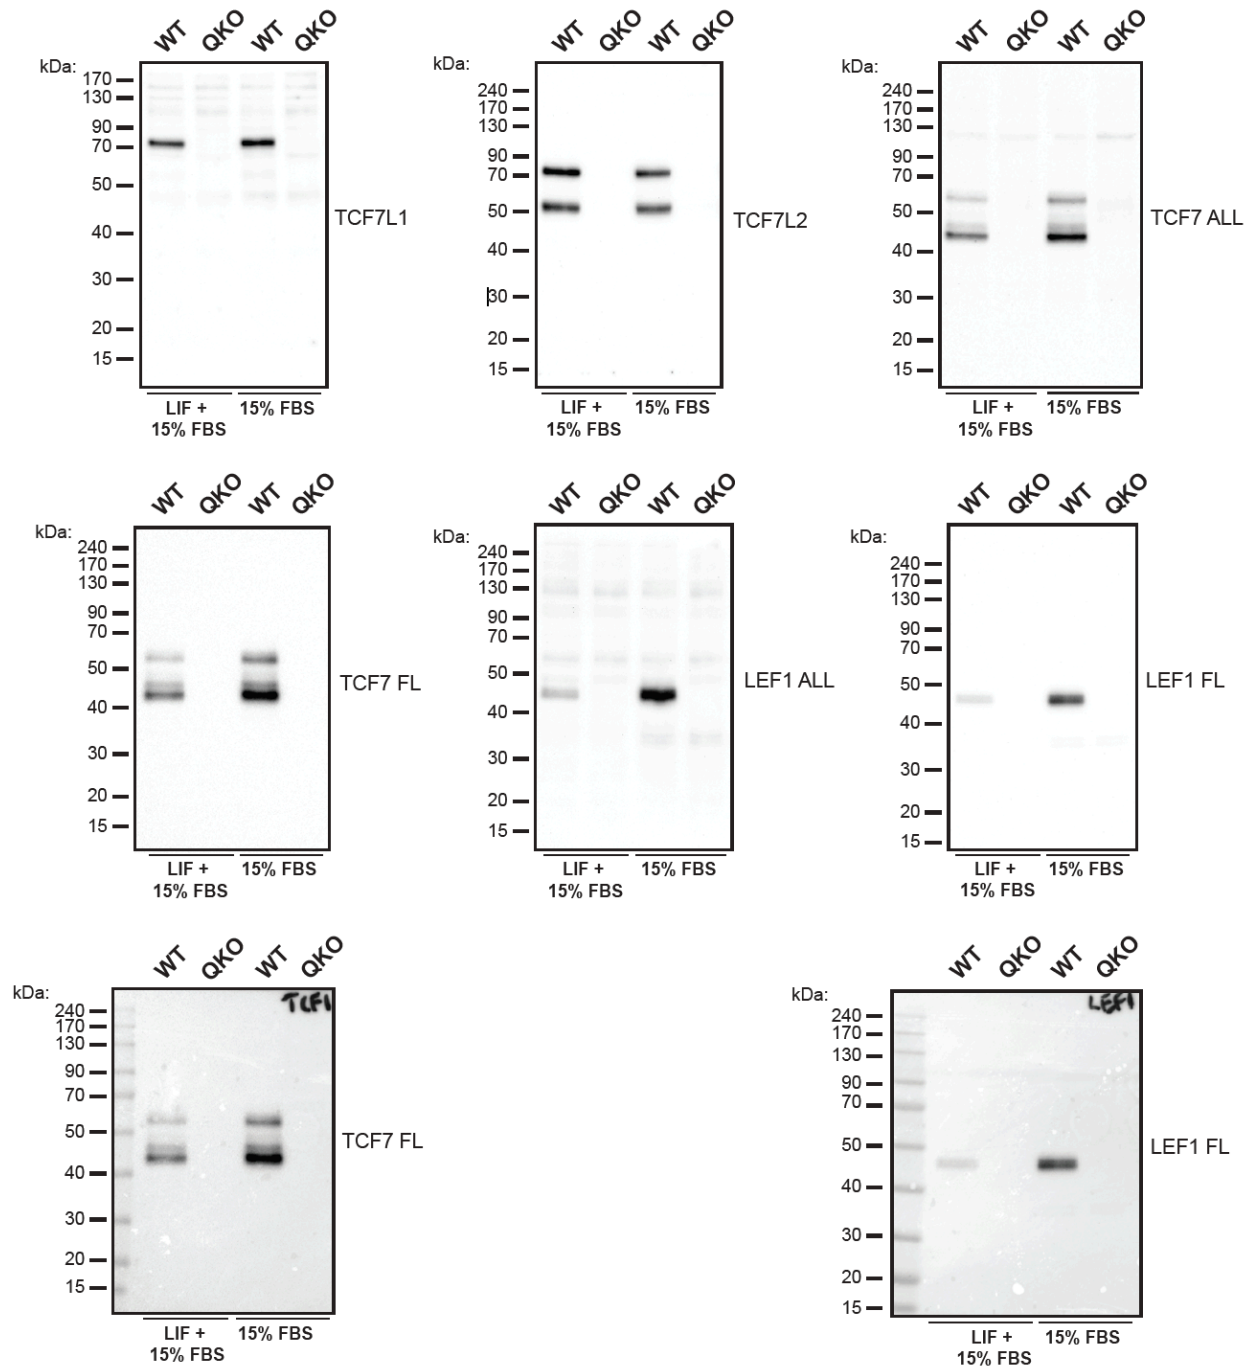 WT QKO WT QKO
kDa:
170
130
90
70
50
40
30
20
15
TCF7L1
LIF + 15% FBS
15% FBS
WT QKO WT QKO
kDa:
240
170
130
90
70
50
40
30
20
15
TCF7L2
LIF + 15% FBS
15% FBS
WT QKO WT QKO
kDa:
240
170
130
90
70
50
40
30
20
15
TCF7 ALL
LIF + 15% FBS
15% FBS
WT QKO WT QKO
kDa:
240
170
130
90
70
50
40
30
20
15
TCF7 FL
LIF + 15% FBS
15% FBS
WT QKO WT QKO
kDa:
240
170
130
90
70
50
40
30
20
15
LEF1 ALL
LIF + 15% FBS
15% FBS
WT QKO WT QKO
kDa:
240
170
130
90
70
50
40
30
20
15
LEF1 FL
LIF + 15% FBS
15% FBS
WT QKO WT QKO
kDa:
TCF1
240
170
130
90
70
50
40
30
20
15
TCF7 FL
LIF + 15% FBS
15% FBS
WT QKO WT QKO
kDa:
LEF1
240
170
130
90
70
50
40
30
20
15
LEF1 FL
LIF + 15% FBS
15% FBS